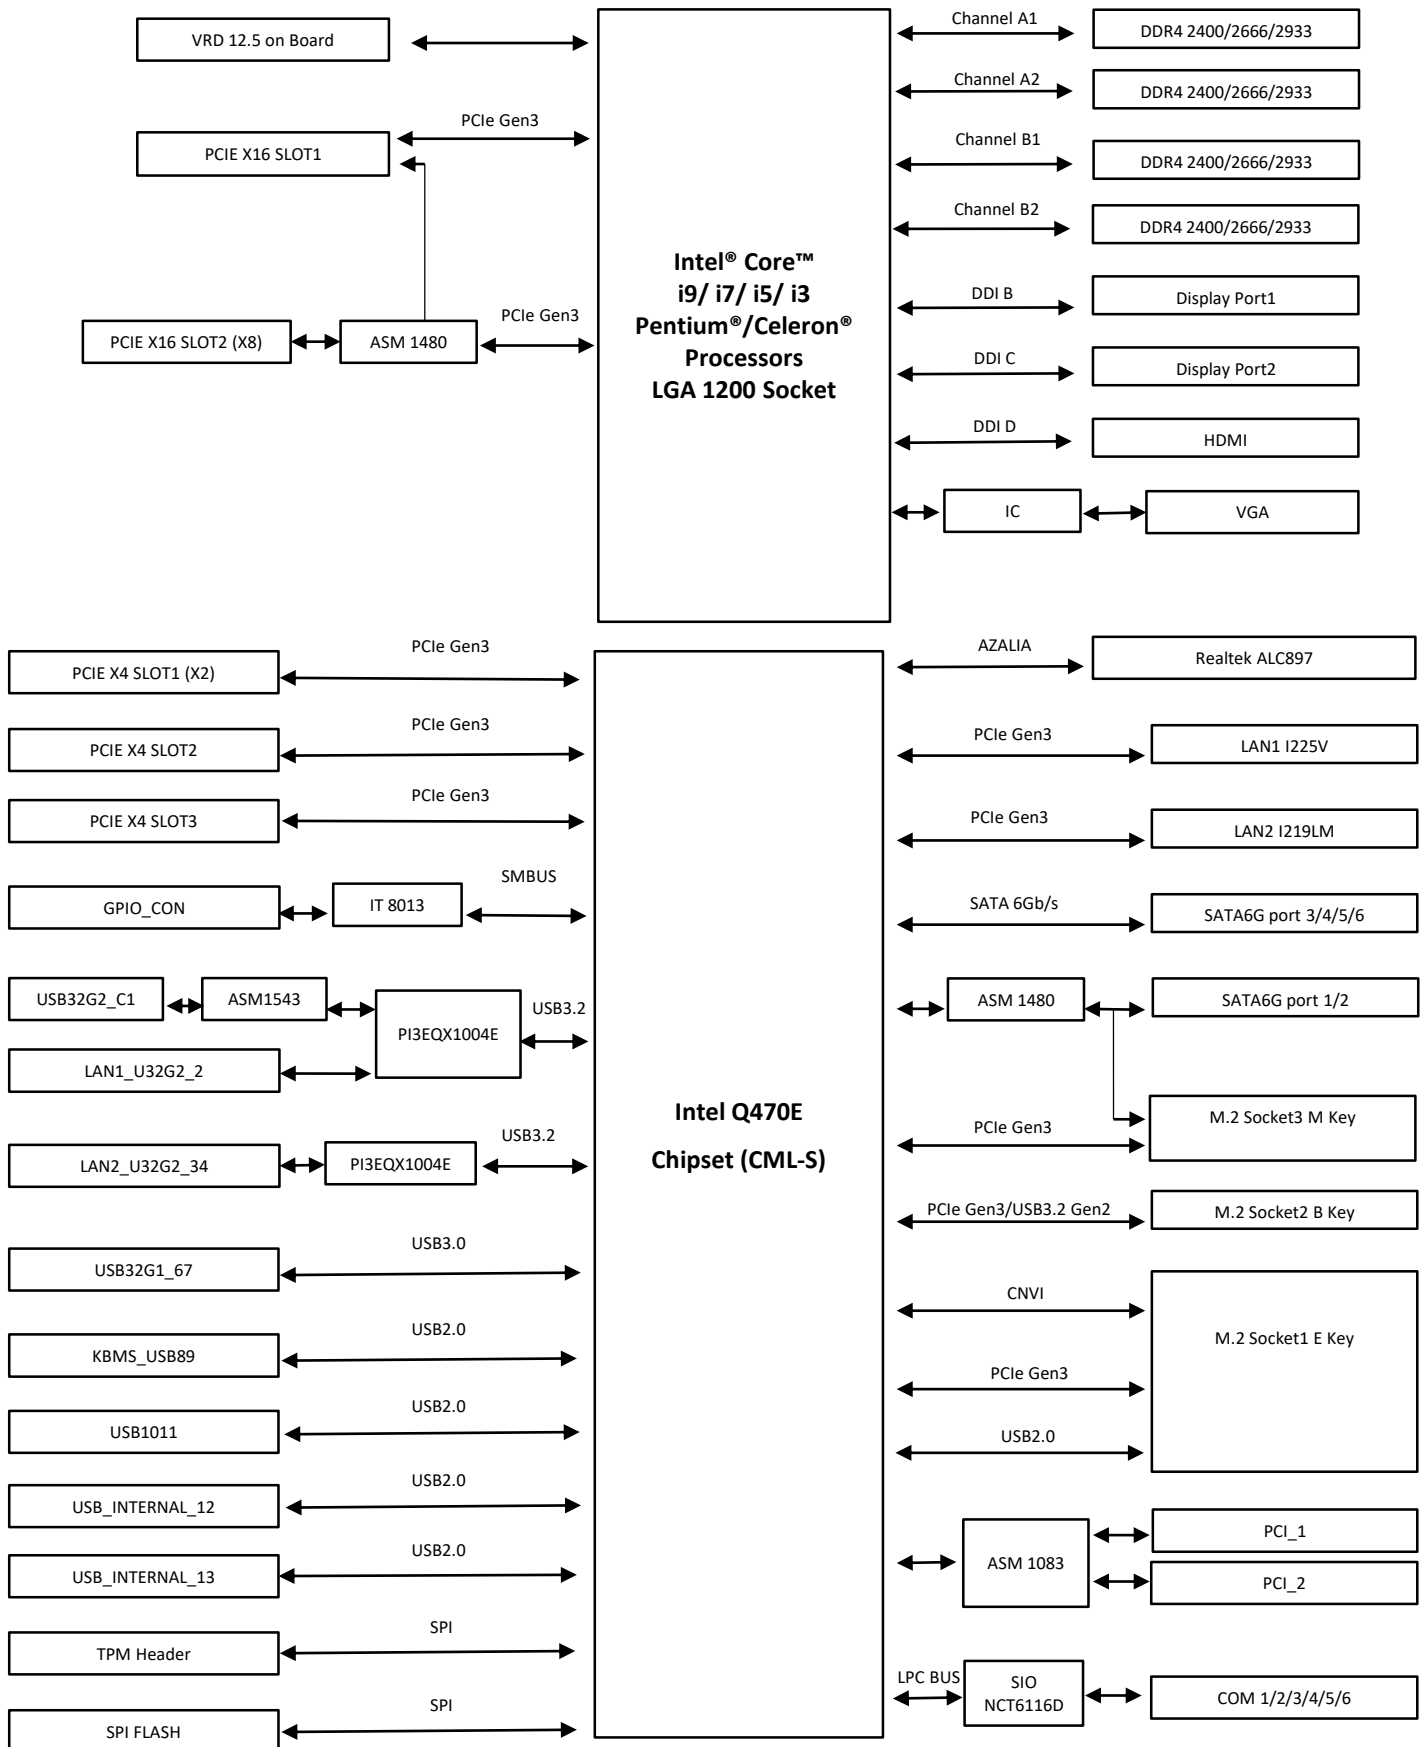 VRD 12.5 on Board
Channel A1
DDR4 2400/2666/2933
Channel A2
DDR4 2400/2666/2933
PCIe Gen3
PCIE X16 SLOT1
Channel B1
DDR4 2400/2666/2933
Channel B2
DDR4 2400/2666/2933
Intel® Core™
i9/ i7/ i5/ i3
Pentium®/Celeron®
Processors
LGA 1200 Socket
DDI B
Display Port1
PCIE X16 SLOT2 (X8)
ASM 1480
PCIe Gen3
DDI C
Display Port2
DDI D
HDMI
IC
VGA
PCIE X4 SLOT1 (X2)
PCIe Gen3
AZALIA
Realtek ALC897
PCIE X4 SLOT2
PCIe Gen3
PCIe Gen3
LAN1 I225V
PCIE X4 SLOT3
PCIe Gen3
PCIe Gen3
LAN2 I219LM
GPIO_CON
IT 8013
SMBUS
SATA 6Gb/s
SATA6G port 3/4/5/6
USB32G2_C1
ASM1543
PI3EQX1004E
USB3.2
ASM 1480
SATA6G port 1/2
LAN1_U32G2_2
Intel Q470E
Chipset (CML-S)
PCIe Gen3
M.2 Socket3 M Key
LAN2_U32G2_34
PI3EQX1004E
USB3.2
PCIe Gen3/USB3.2 Gen2
M.2 Socket2 B Key
USB32G1_67
USB3.0
CNVI
M.2 Socket1 E Key
KBMS_USB89
USB2.0
PCIe Gen3
USB1011
USB2.0
USB2.0
USB_INTERNAL_12
USB2.0
ASM 1083
PCI_1
USB_INTERNAL_13
USB2.0
PCI_2
TPM Header
SPI
LPC BUS
SIO
NCT6116D
COM 1/2/3/4/5/6
SPI FLASH
SPI